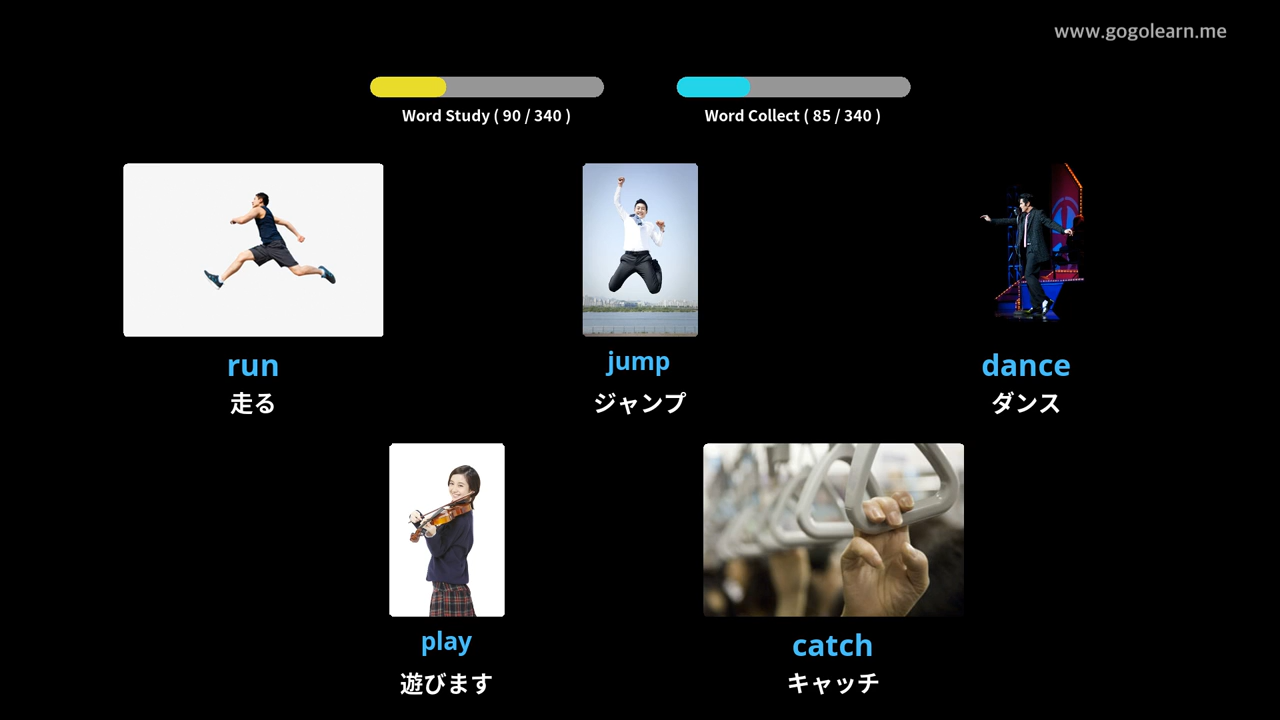 www.gogolearn.me
Word Study ( 90 / 340 )
Word Collect ( 85 / 340 )
run
走る
jump
ジャンプ
dance
ダンス
play
遊びます
catch
キャッチ